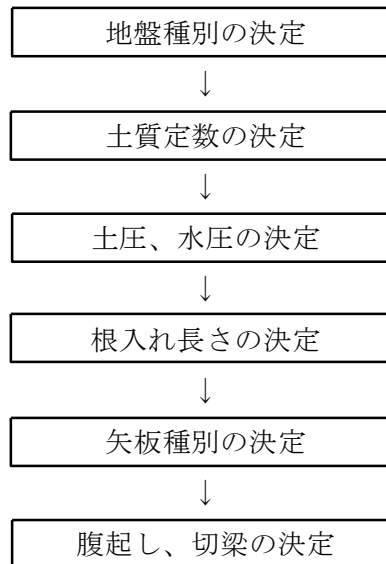 地盤種別の決定
↓
土質定数の決定
↓
土圧、水圧の決定
↓
根入れ長さの決定
↓
矢板種別の決定
↓
腹起し、切梁の決定